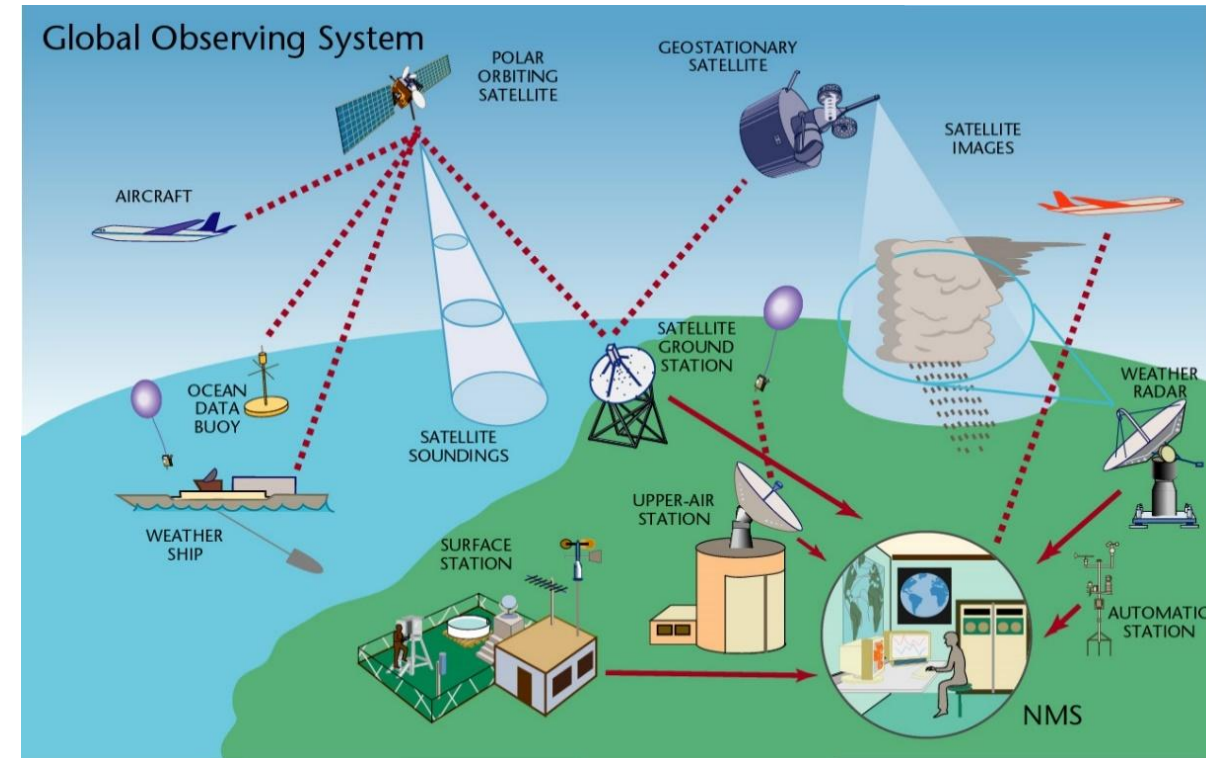 Global Observing System
POLAR
ORBITING
SATELLITE
GEOSTATIONARY
SATELLITE
SATELLITE
IMAGES
AIRCRAFT
SATELLITE
GROUND
STATION
WEATHER
RADAR
OCEAN
DATA
BUOY
SATELLITE
SOUNDINGS
UPPER-AIR
STATION
WEATHER
SHIP
SURFACE
STATION
AUTOMATIC
STATION
NMS